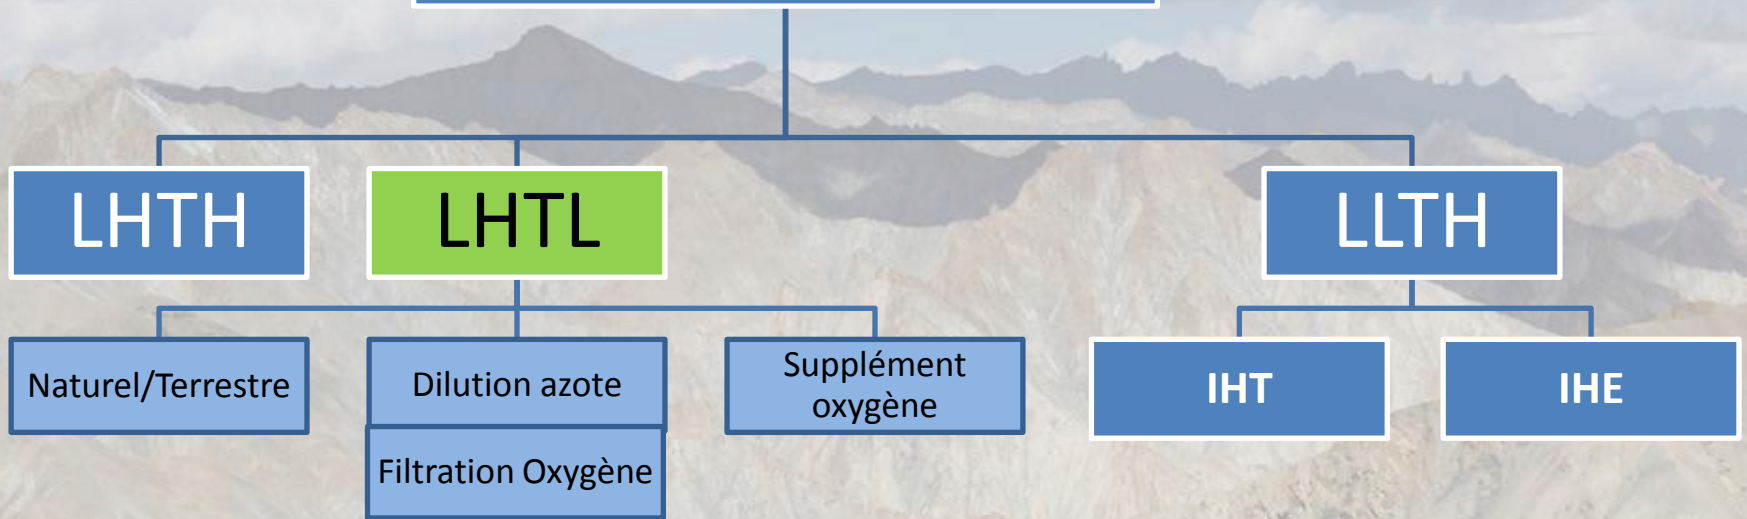 LHTH
LHTL
LLTH
Naturel/Terrestre
Dilution azote
Filtration Oxygène
Supplément
oxygène
IHT
IHE